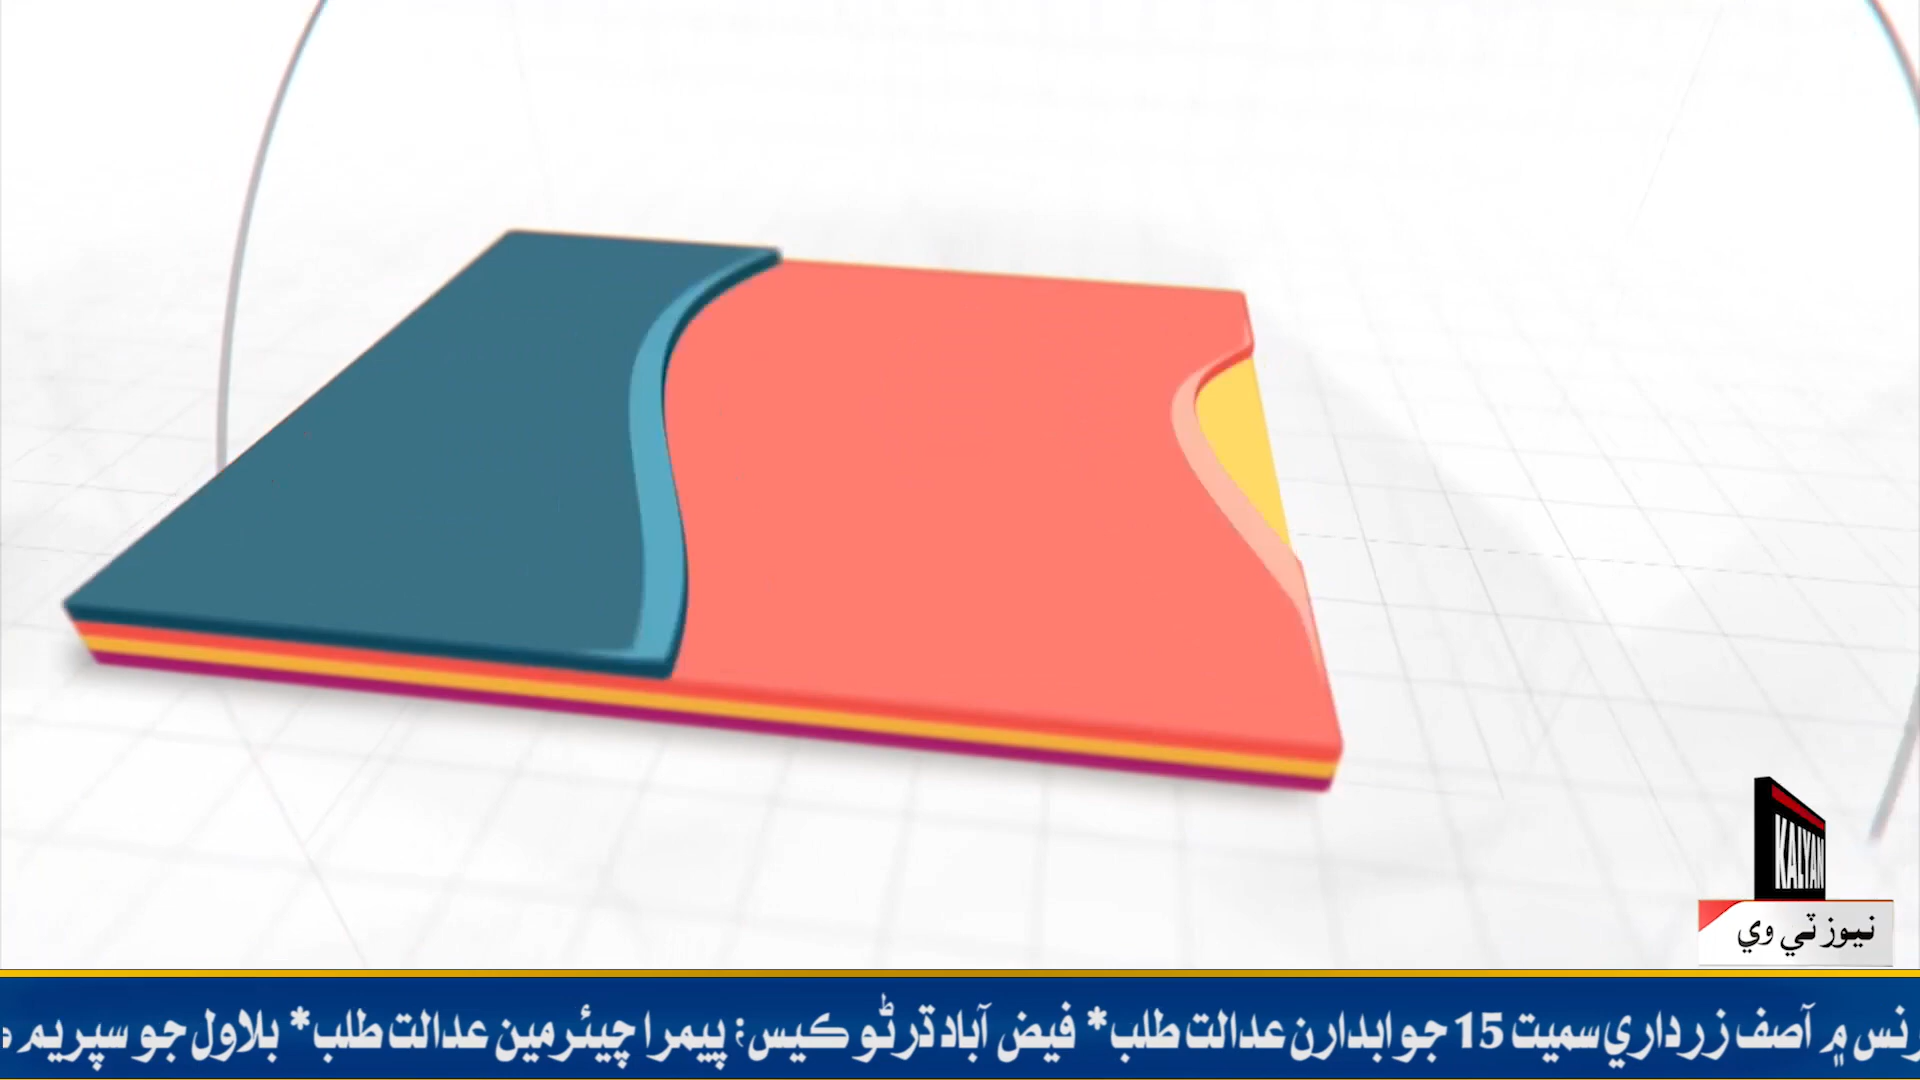 KALYAN
نيوز ٽي وي
۾ آصف زرداري سميت 15 جوابدارن عدالت طلب* فيض آباد ڌرڻو ڪيس؛ پيمرا چيئرمين عدالت طلب* بلاول جو سپريم